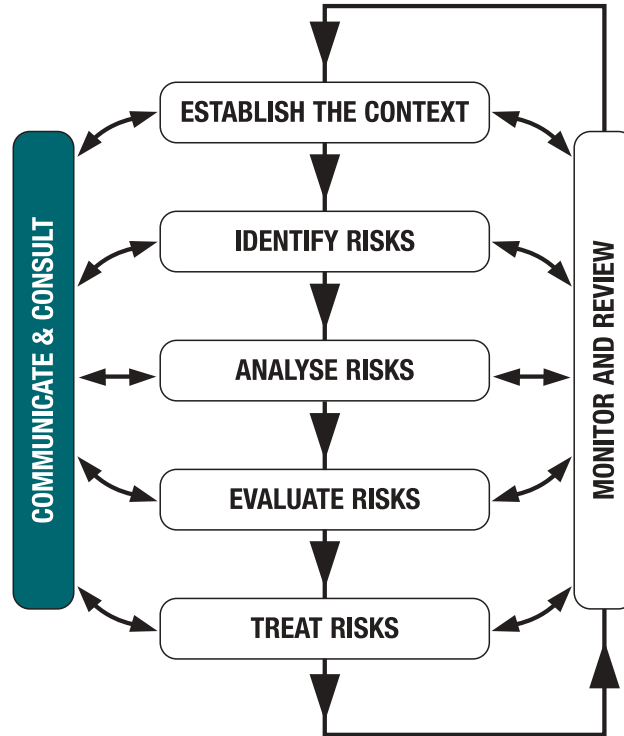 ESTABLISH THE CONTEXT
IDENTIFY RISKS
ANALYSE RISKS
EVALUATE RISKS
TREAT RISKS
COMMUNICATE & CONSULT
MONITOR AND REVIEW